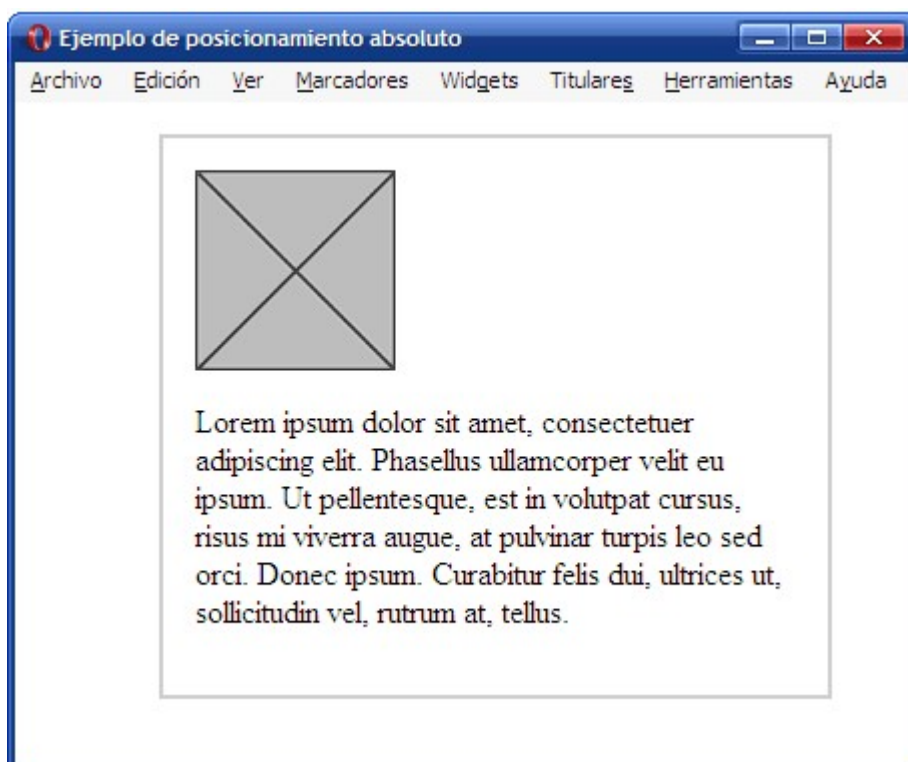 Ejemplo de posicionamiento absoluto
Archivo Edición Ver Marcadores Widgets Titulares Herramientas Ayuda
Lorem ipsum dolor sit amet, consectetuer
adipiscing elit. Phasellus ullamcorper velit eu
ipsum. Ut pellentesque, est in volutpat cursus,
risus mi viverra augue, at pulvinar turpis leo sed
orci. Donec ipsum. Curabitur felis dui, ultrices ut,
sollicitudin vel, rutrum at, tellus.